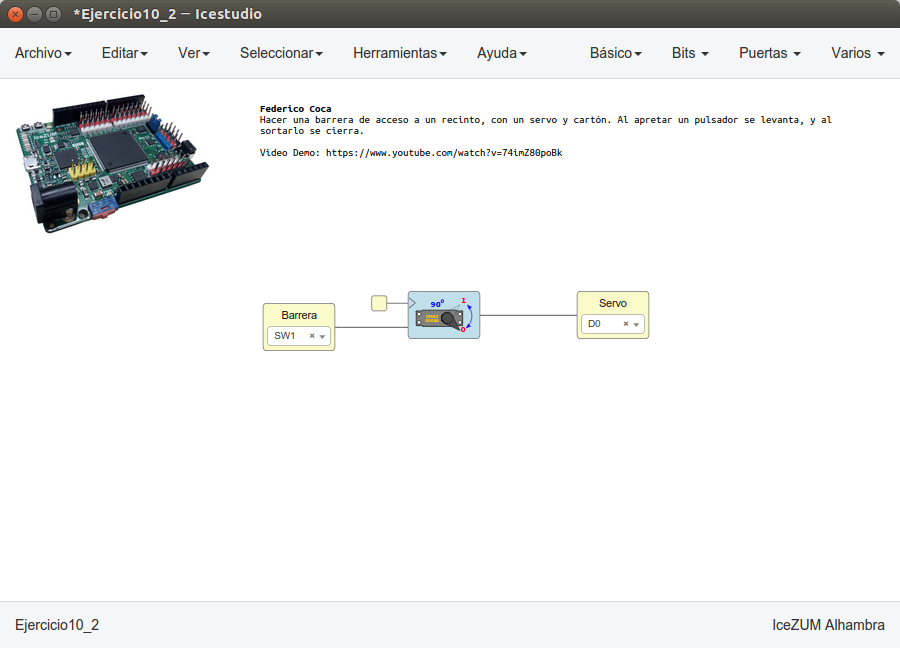 *Ejercicio10_2 – Icestudio
Archivo Editar Ver Seleccionar Herramientas Ayuda Básico Bits Puertas Varios
IceZUM
Federico Coca
Hacer una barrera de acceso a un recinto, con un servo y cartón. Al apretar un pulsador se levanta, y al
sortarlo se cierra.
Video Demo: https://www.youtube.com/watch?v=74imZ80poBk
Barrera
SW1
90º
1
0
Servo
D0
Ejercicio10_2
IceZUM Alhambra